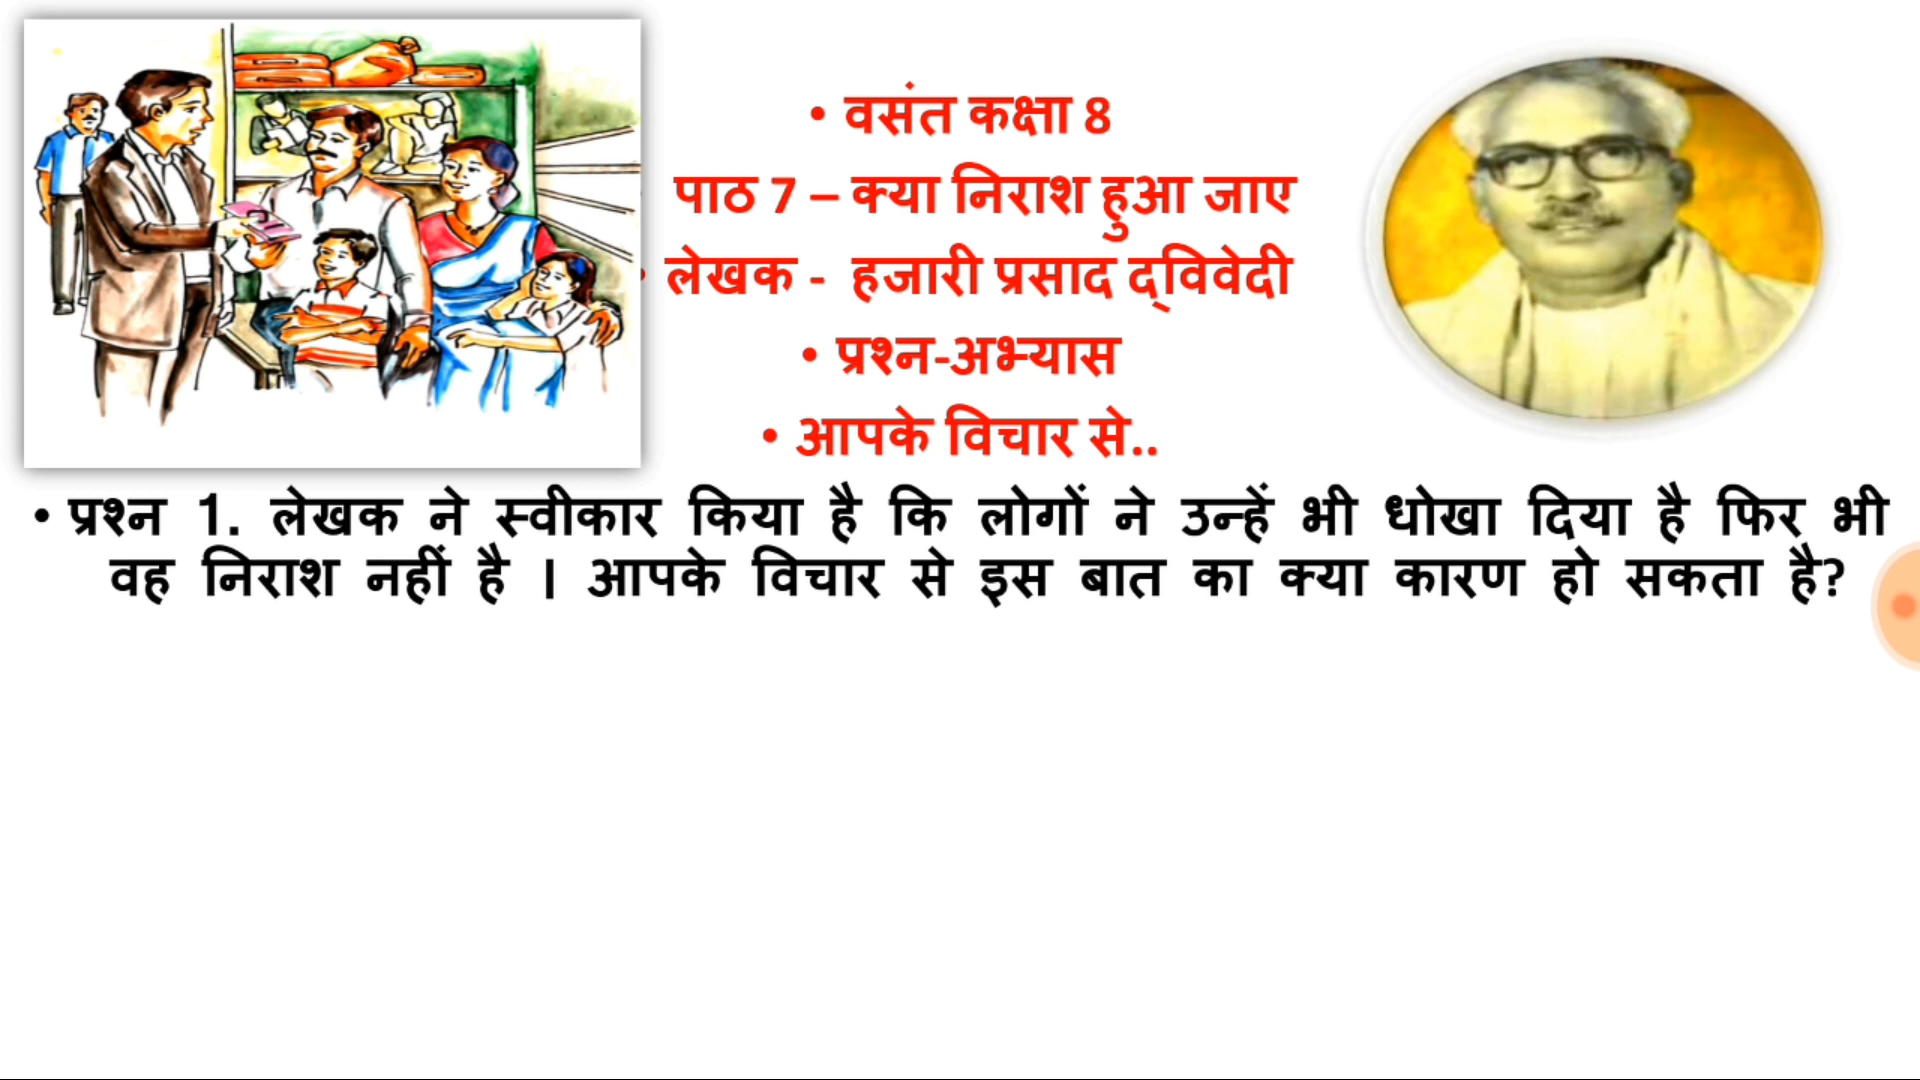 • वसंत कक्षा 8
पाठ 7 – क्या निराश हुआ जाए
• लेखक - हजारी प्रसाद द्‌विवेदी
• प्रश्न-अभ्यास
• आपके विचार से..
• प्रश्न 1. लेखक ने स्वीकार किया है कि लोगों ने उन्हें भी धोखा दिया है फिर भी
वह निराश नहीं है । आपके विचार से इस बात का क्या कारण हो सकता है?